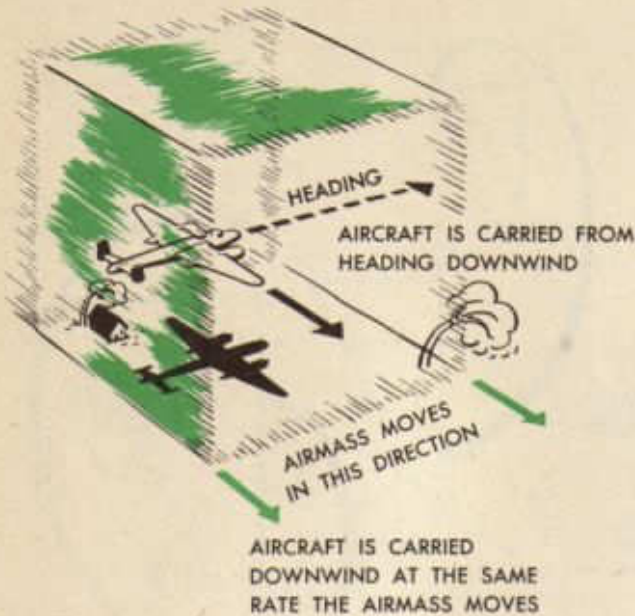 HEADING
AIRCRAFT IS CARRIED FROM
HEADING DOWNWIND
AIRMASS MOVES
IN THIS DIRECTION
AIRCRAFT IS CARRIED
DOWNWIND AT THE SAME
RATE THE AIRMASS MOVES